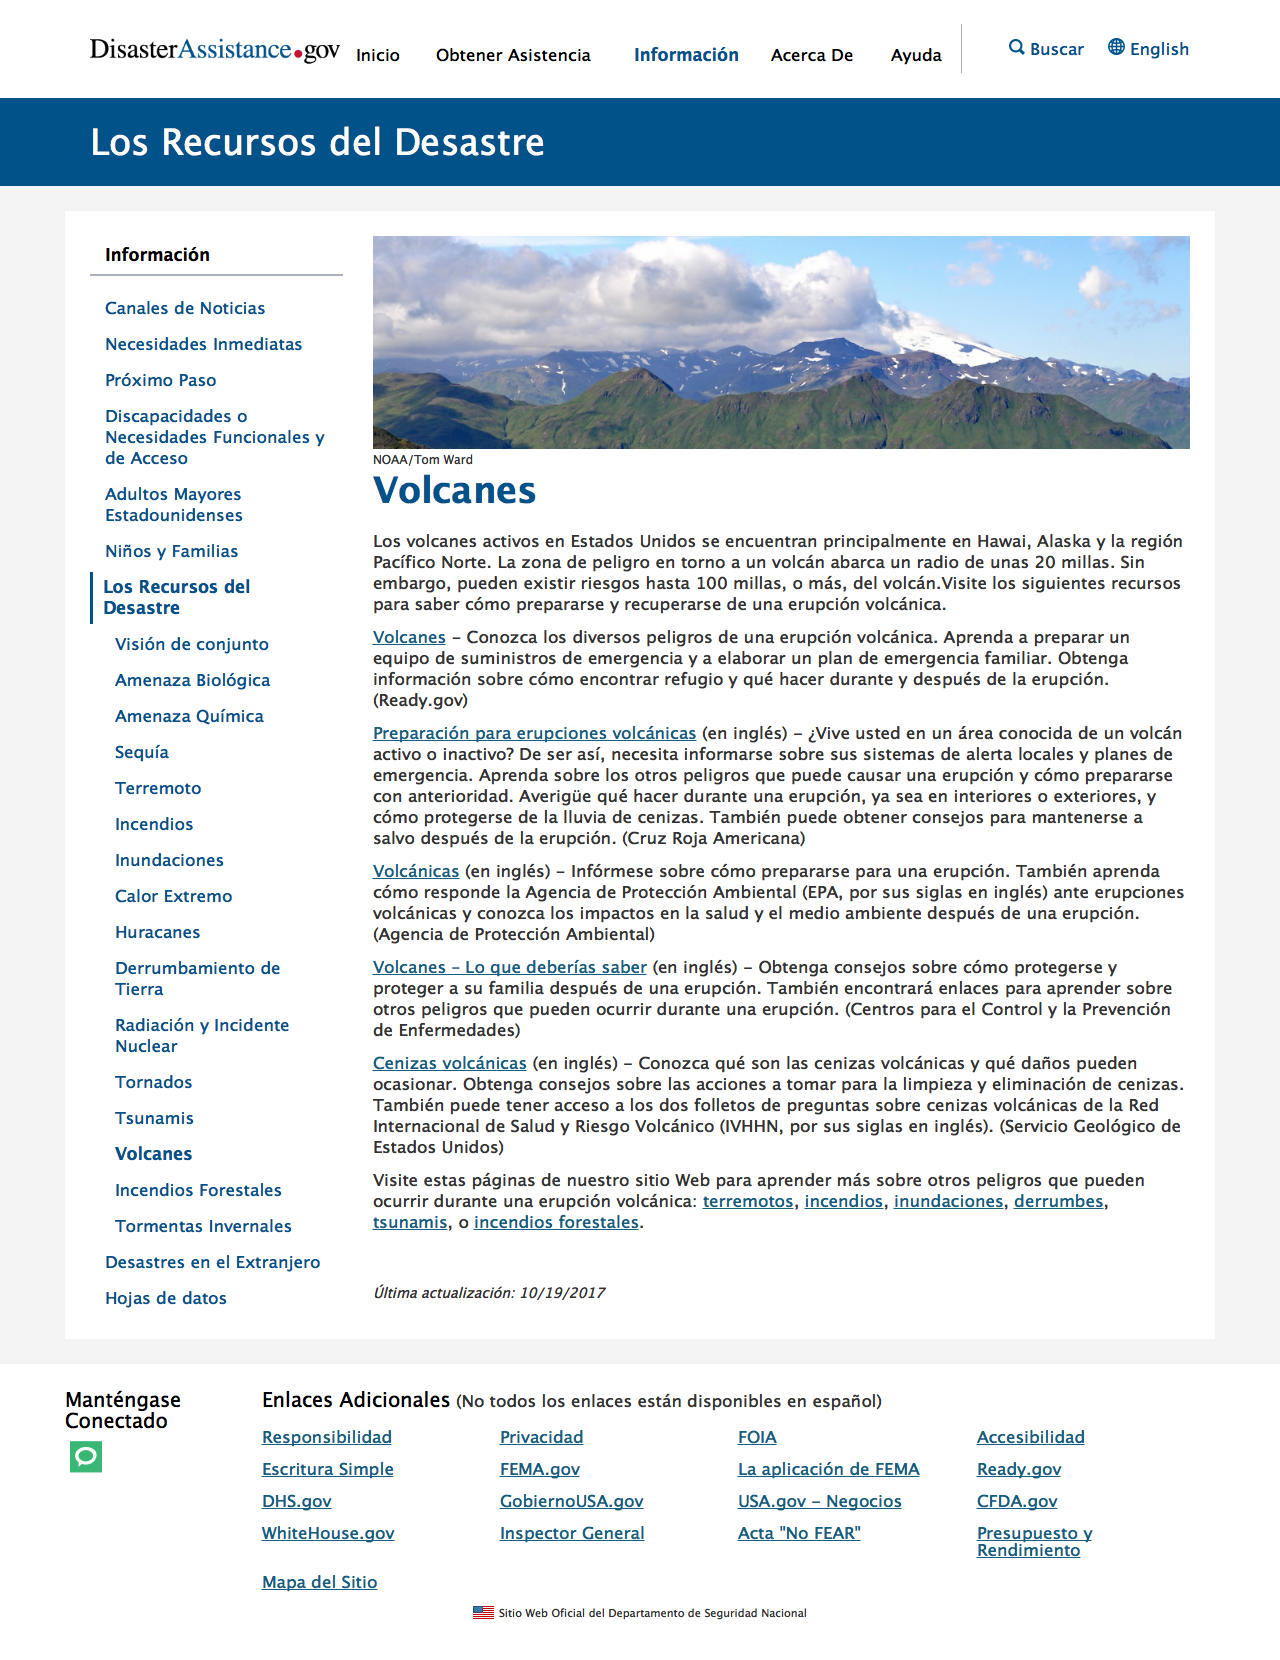 DisasterAssistance.gov
Inicio
Obtener Asistencia
Información
Acerca De
Ayuda
Buscar
English
Los Recursos del Desastre
Información
Canales de Noticias
Necesidades Inmediatas
Próximo Paso
Discapacidades o
Necesidades Funcionales y
de Acceso
Adultos Mayores
Estadounidenses
Niños y Familias
Los Recursos del
Desastre
Visión de conjunto
Amenaza Biológica
Amenaza Química
Sequía
Terremoto
Incendios
Inundaciones
Calor Extremo
Huracanes
Derrumbamiento de
Tierra
Radiación y Incidente
Nuclear
Tornados
Tsunamis
Volcanes
Incendios Forestales
Tormentas Invernales
Desastres en el Extranjero
Hojas de datos
NOAA/Tom Ward
Volcanes
Los volcanes activos en Estados Unidos se encuentran principalmente en Hawai, Alaska y la región
Pacífico Norte. La zona de peligro en torno a un volcán abarca un radio de unas 20 millas. Sin
embargo, pueden existir riesgos hasta 100 millas, o más, del volcán.Visite los siguientes recursos
para saber cómo prepararse y recuperarse de una erupción volcánica.
Volcanes – Conozca los diversos peligros de una erupción volcánica. Aprenda a preparar un
equipo de suministros de emergencia y a elaborar un plan de emergencia familiar. Obtenga
información sobre cómo encontrar refugio y qué hacer durante y después de la erupción.
(Ready.gov)
Preparación para erupciones volcánicas (en inglés) – ¿Vive usted en un área conocida de un volcán
activo o inactivo? De ser así, necesita informarse sobre sus sistemas de alerta locales y planes de
emergencia. Aprenda sobre los otros peligros que puede causar una erupción y cómo prepararse
con anterioridad. Averigüe qué hacer durante una erupción, ya sea en interiores o exteriores, y
cómo protegerse de la lluvia de cenizas. También puede obtener consejos para mantenerse a
salvo después de la erupción. (Cruz Roja Americana)
Volcánicas (en inglés) – Infórmese sobre cómo prepararse para una erupción. También aprenda
cómo responde la Agencia de Protección Ambiental (EPA, por sus siglas en inglés) ante erupciones
volcánicas y conozca los impactos en la salud y el medio ambiente después de una erupción.
(Agencia de Protección Ambiental)
Volcanes – Lo que deberías saber (en inglés) – Obtenga consejos sobre cómo protegerse y
proteger a su familia después de una erupción. También encontrará enlaces para aprender sobre
otros peligros que pueden ocurrir durante una erupción. (Centros para el Control y la Prevención
de Enfermedades)
Cenizas volcánicas (en inglés) – Conozca qué son las cenizas volcánicas y qué daños pueden
ocasionar. Obtenga consejos sobre las acciones a tomar para la limpieza y eliminación de cenizas.
También puede tener acceso a los dos folletos de preguntas sobre cenizas volcánicas de la Red
Internacional de Salud y Riesgo Volcánico (IVHHN, por sus siglas en inglés). (Servicio Geológico de
Estados Unidos)
Visite estas páginas de nuestro sitio Web para aprender más sobre otros peligros que pueden
ocurrir durante una erupción volcánica: terremotos, incendios, inundaciones, derrumbes,
tsunamis, o incendios forestales.
Última actualización: 10/19/2017
Manténgase
Conectado
Enlaces Adicionales (No todos los enlaces están disponibles en español)
Responsibilidad
Privacidad
FOIA
Accesibilidad
Escritura Simple
FEMA.gov
La aplicación de FEMA
Ready.gov
DHS.gov
GobiernoUSA.gov
USA.gov – Negocios
CFDA.gov
WhiteHouse.gov
Inspector General
Acta "No FEAR"
Presupuesto y
Rendimiento
Mapa del Sitio
Sitio Web Oficial del Departamento de Seguridad Nacional